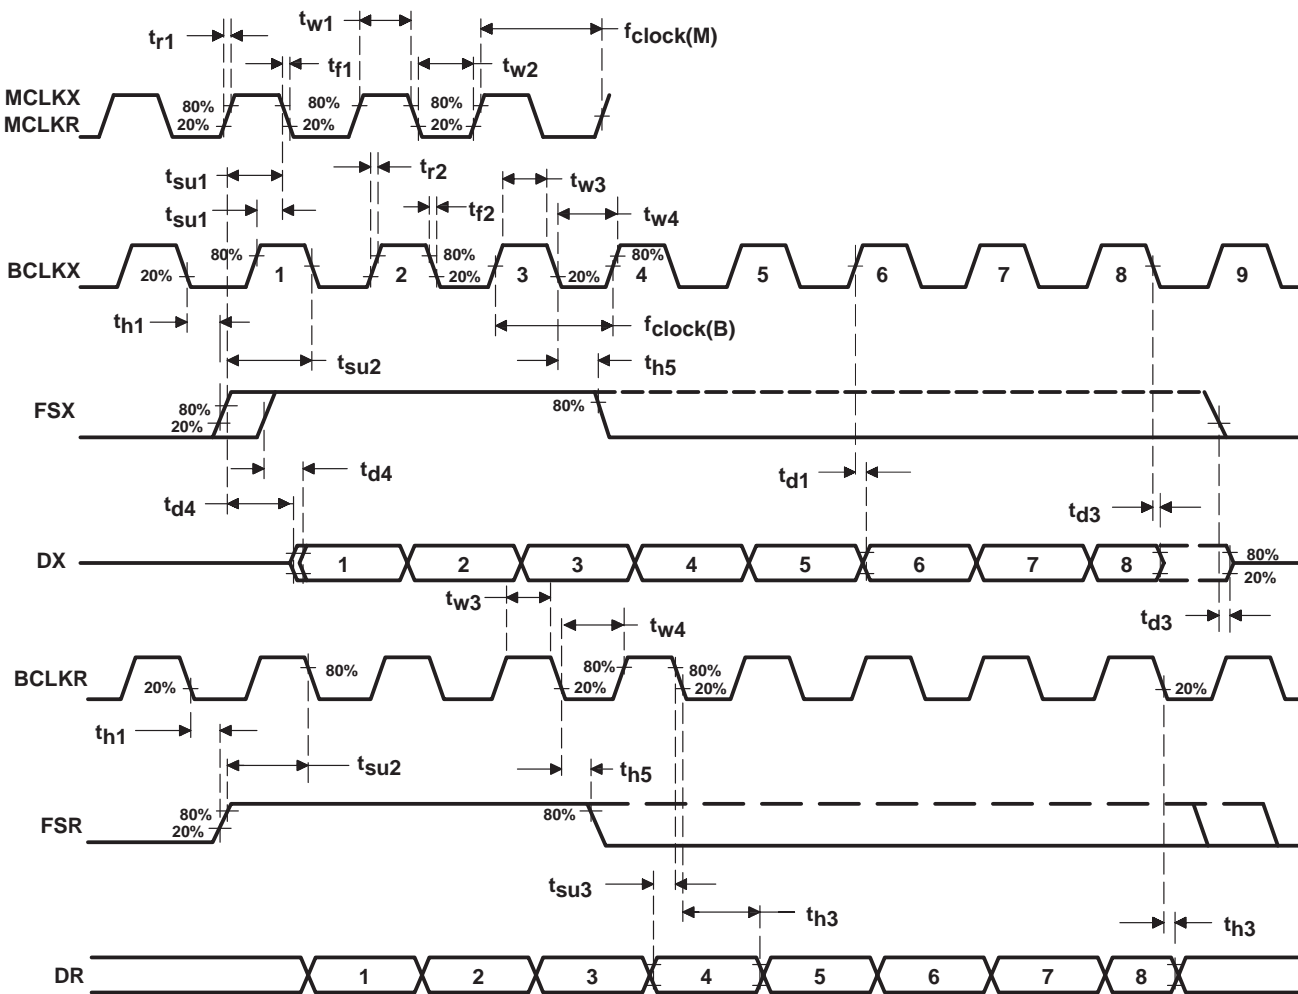 tw1
tr1
fclock(M)
tf1
tw2
MCLKX
80% 80% 80%
MCLKR
20% 20% 20%
tsu1
tr2
tw3
tsu1
tf2
tw4
80% 80% 80%
BCLKX
20% 1 2 20% 3 20% 4 5 6 7 8 9
th1
fclock(B)
tsu2
th5
FSX
80% 80%
20%
td4
td1
td4
td3
DX
1 2 3 4 5 6 7 8
80%
20%
tw3
tw4
td3
BCLKR
80% 80% 80%
20% 20% 20% 20%
th1
tsu2
th5
80% 80%
FSR
20%
tsu3
th3
th3
DR
1 2 3 4 5 6 7 8